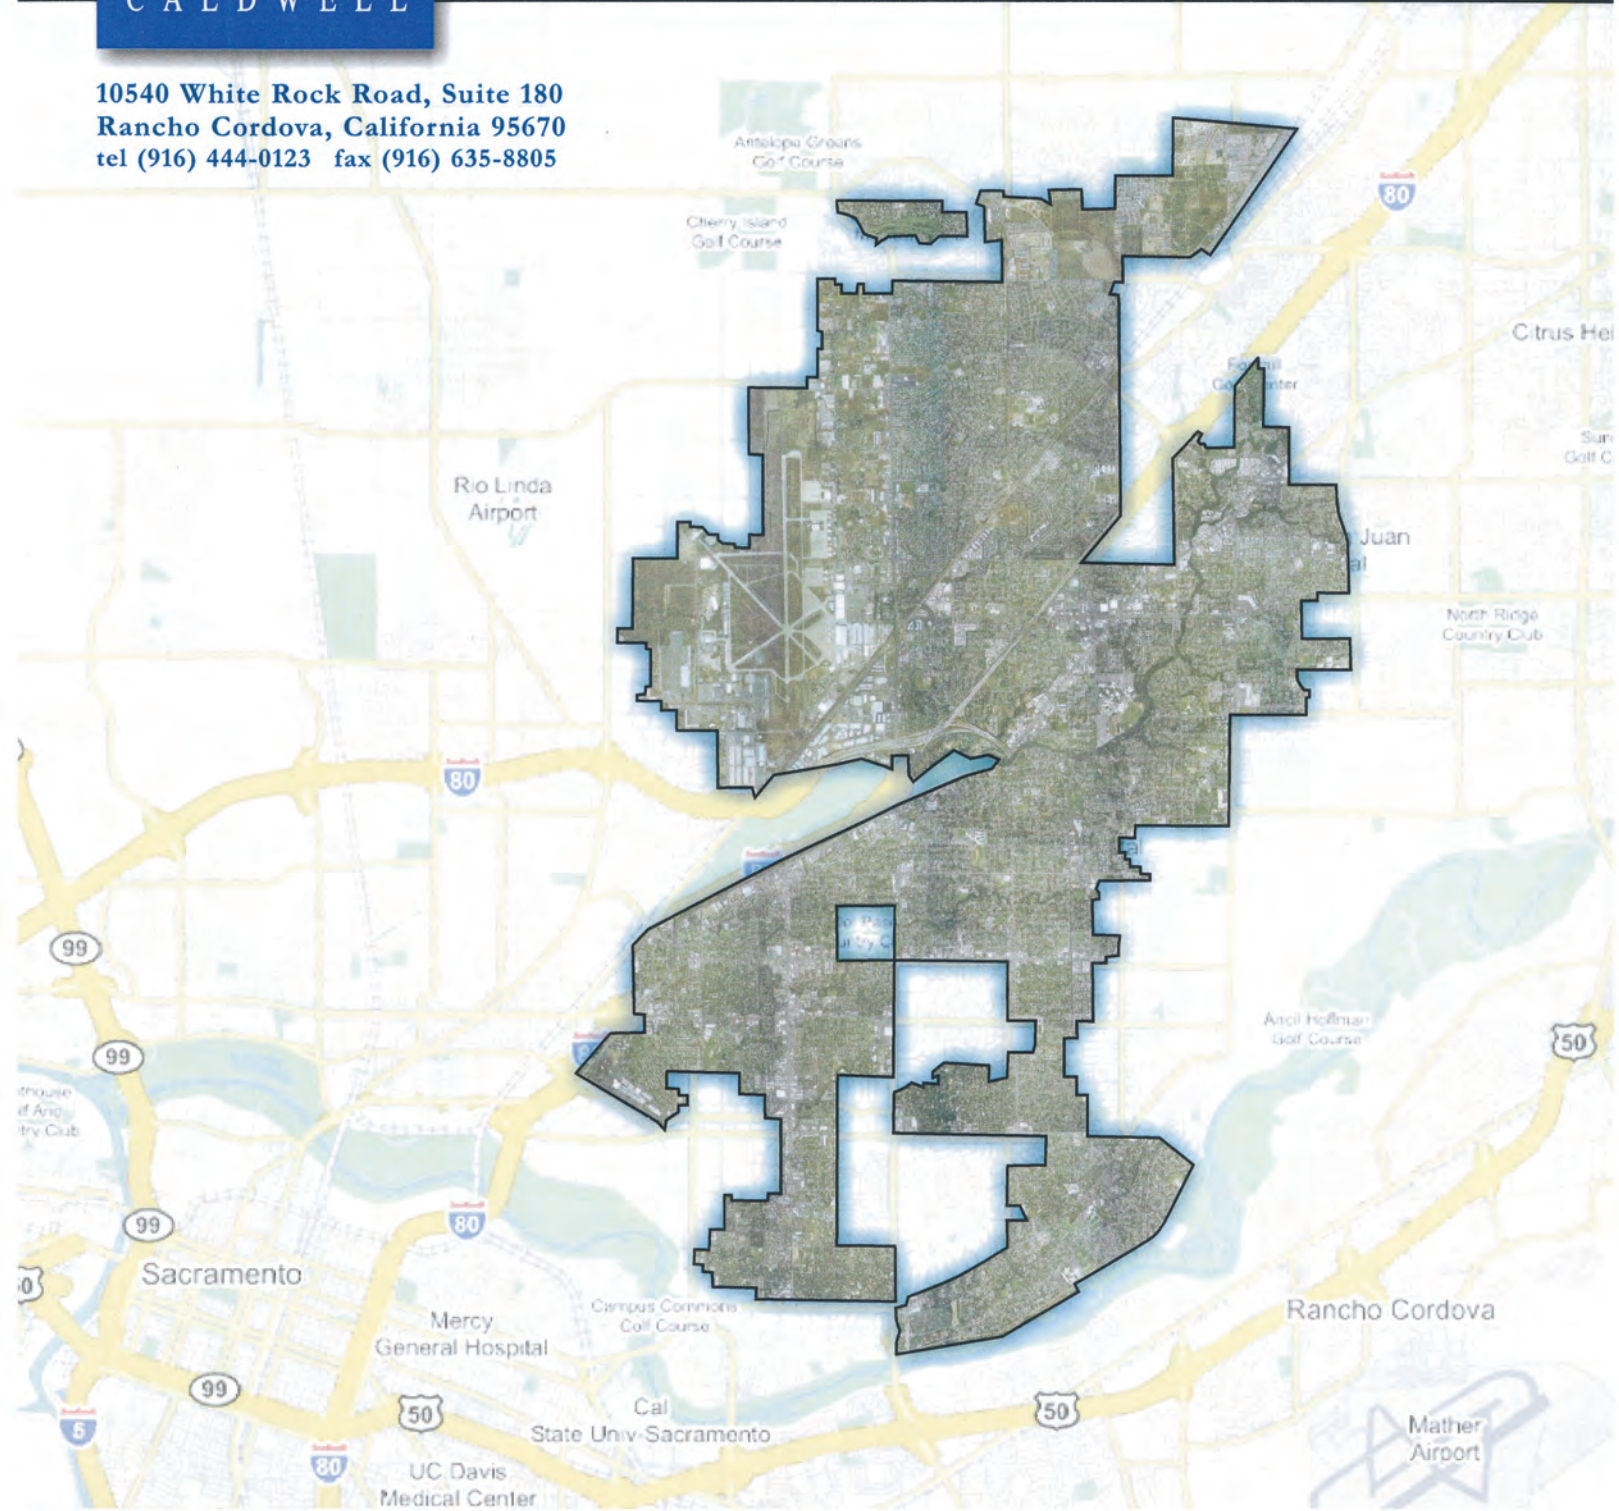 CALDWELL
10540 White Rock Road, Suite 180
Rancho Cordova, California 95670
tel (916) 444-0123 fax (916) 635-8805
Antelope Greens
Golf Course
80
Cherry Island
Golf Course
Citrus Hei
Rio Linda
Airport
Juan
North Ridge
Country Club
80
99
Ancil Hoffman
Golf Course
50
99
99
80
Sacramento
Campus Commons
Golf Course
Rancho Cordova
Mercy
General Hospital
99
50
Cal
State Univ-Sacramento
50
Mather
Airport
5
80
UC Davis
Medical Center